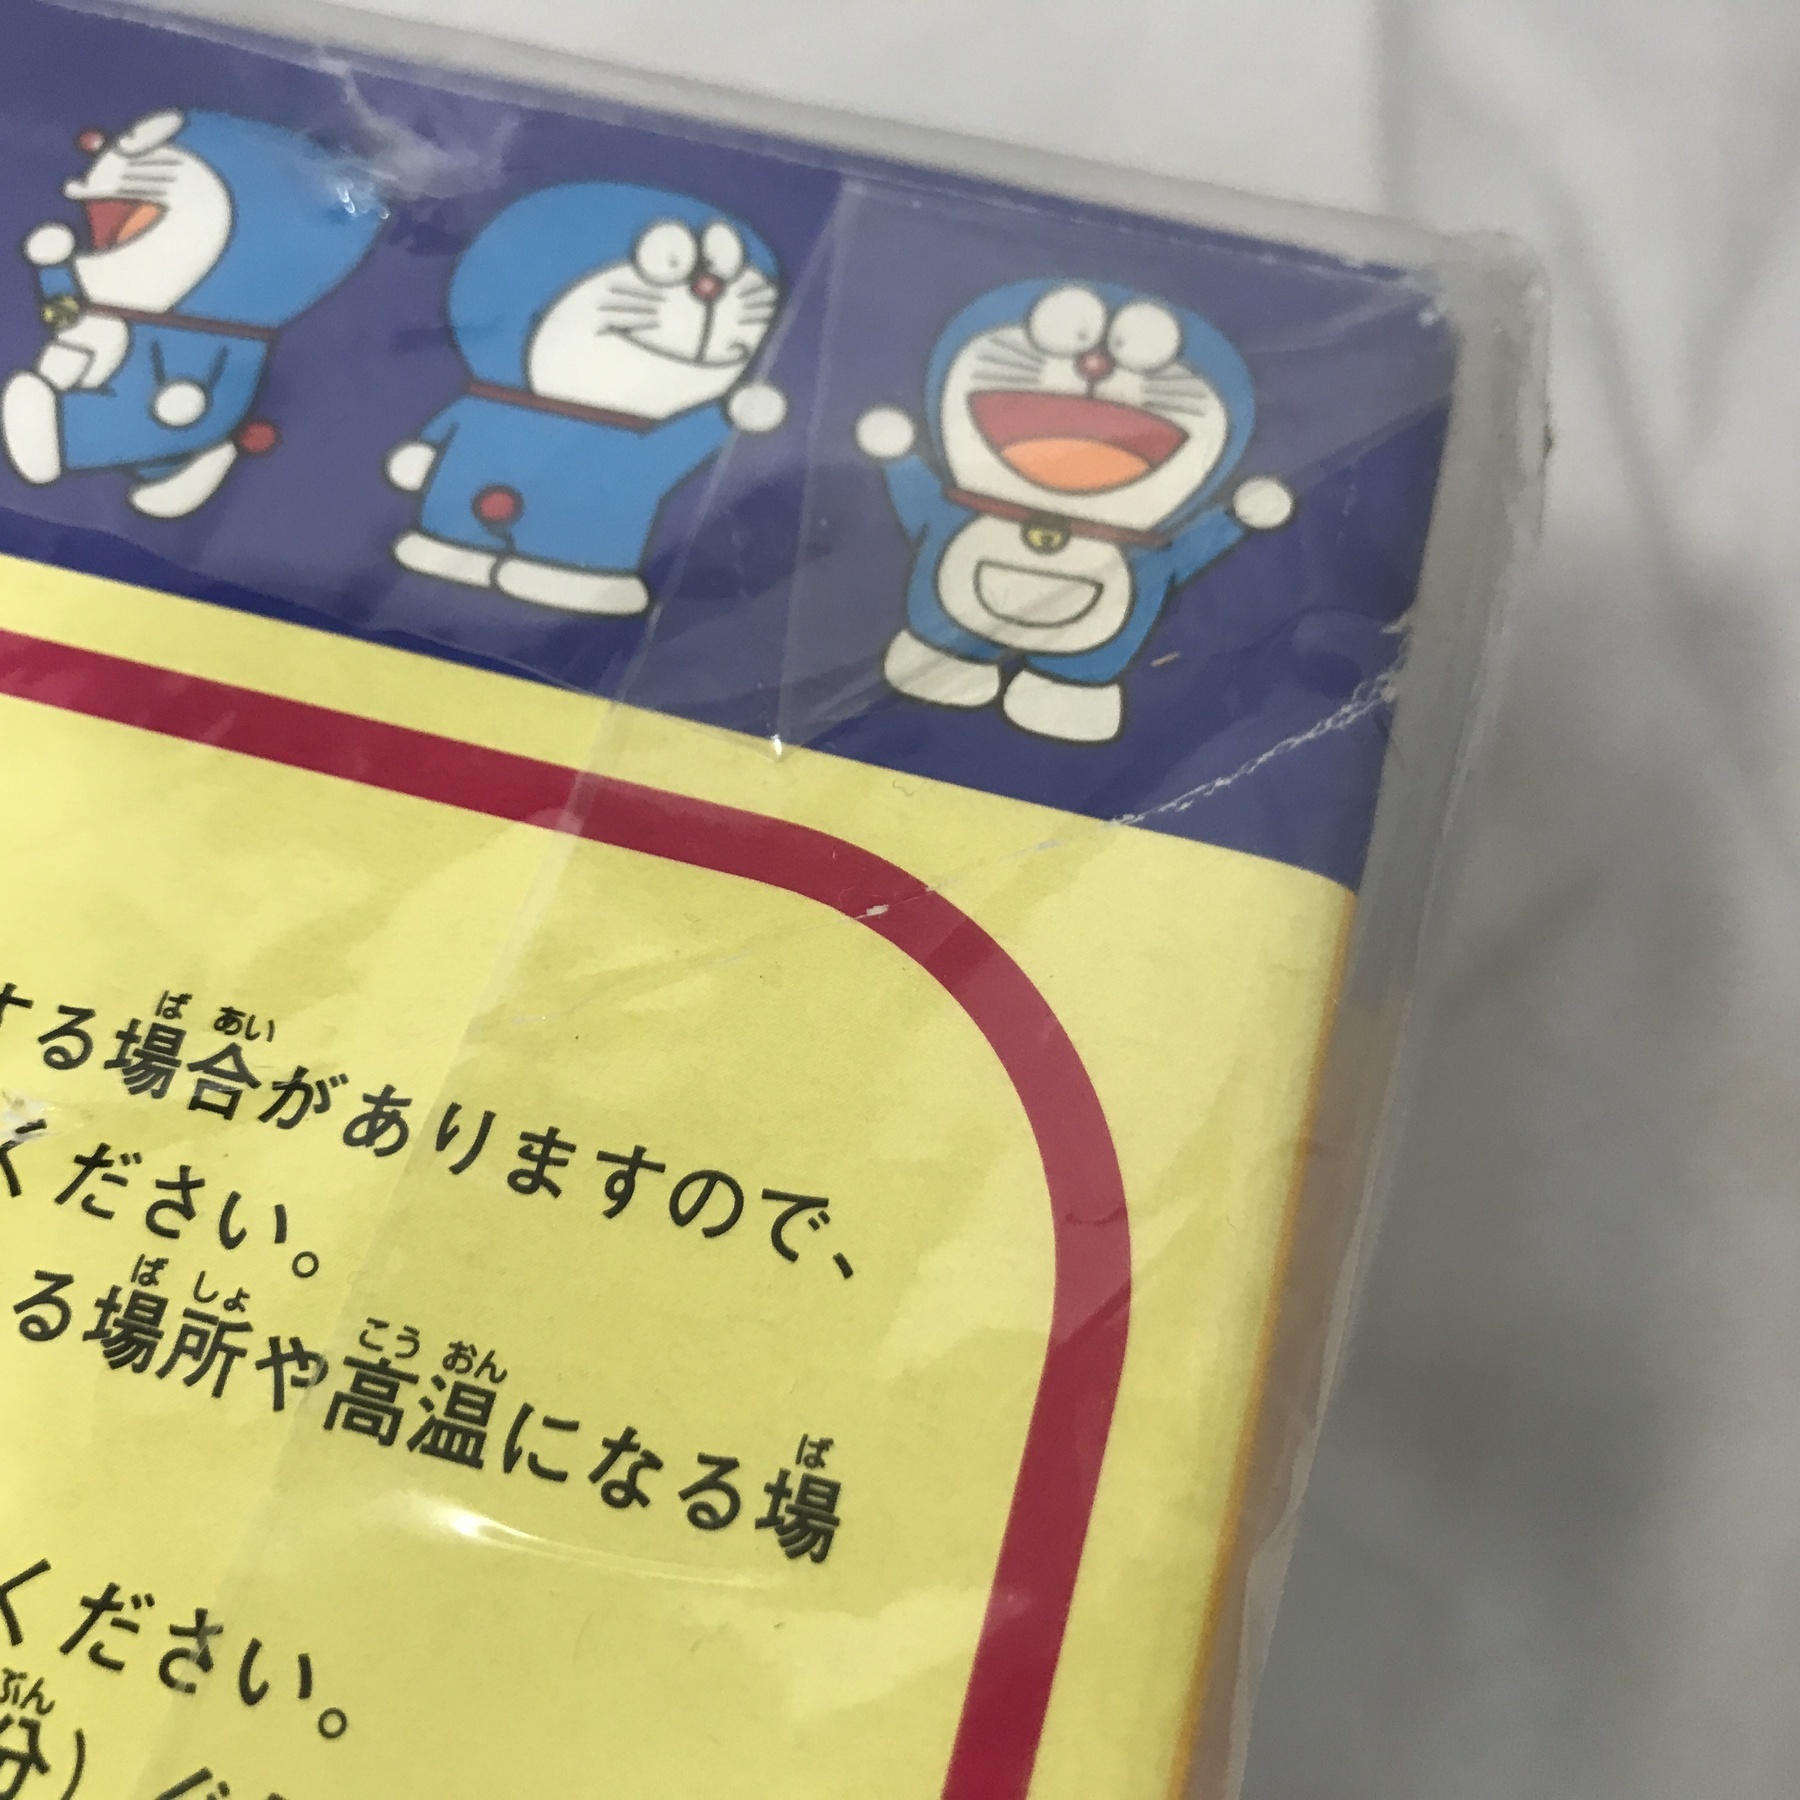 する場合がありますので、
ください。
る場所や高温になる場
ください。
分）